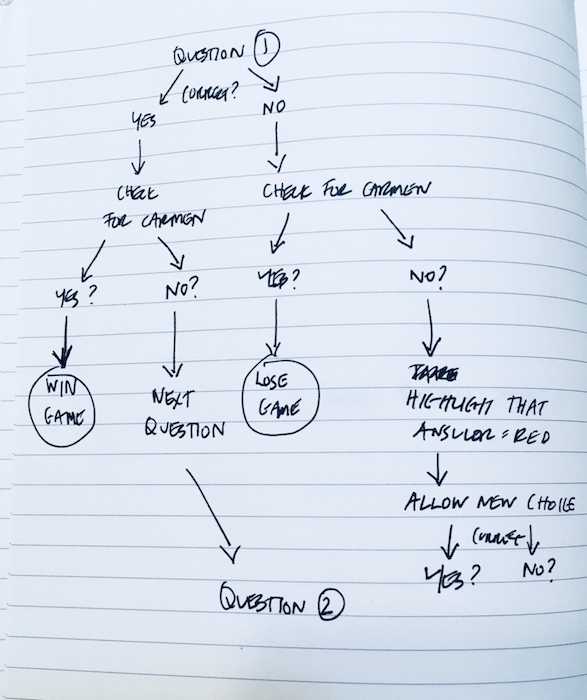 QUESTION 1
CORRECT?
YES
NO
CHECK
FOR CARMEN
CHECK FOR CARMEN
YES?
NO?
YES?
NO?
WIN
GAME
NEXT
QUESTION
LOSE
GAME
HIGHLIGHT THAT
ANSWER = RED
ALLOW NEW CHOICE
CORRECT
YES?
NO?
QUESTION 2